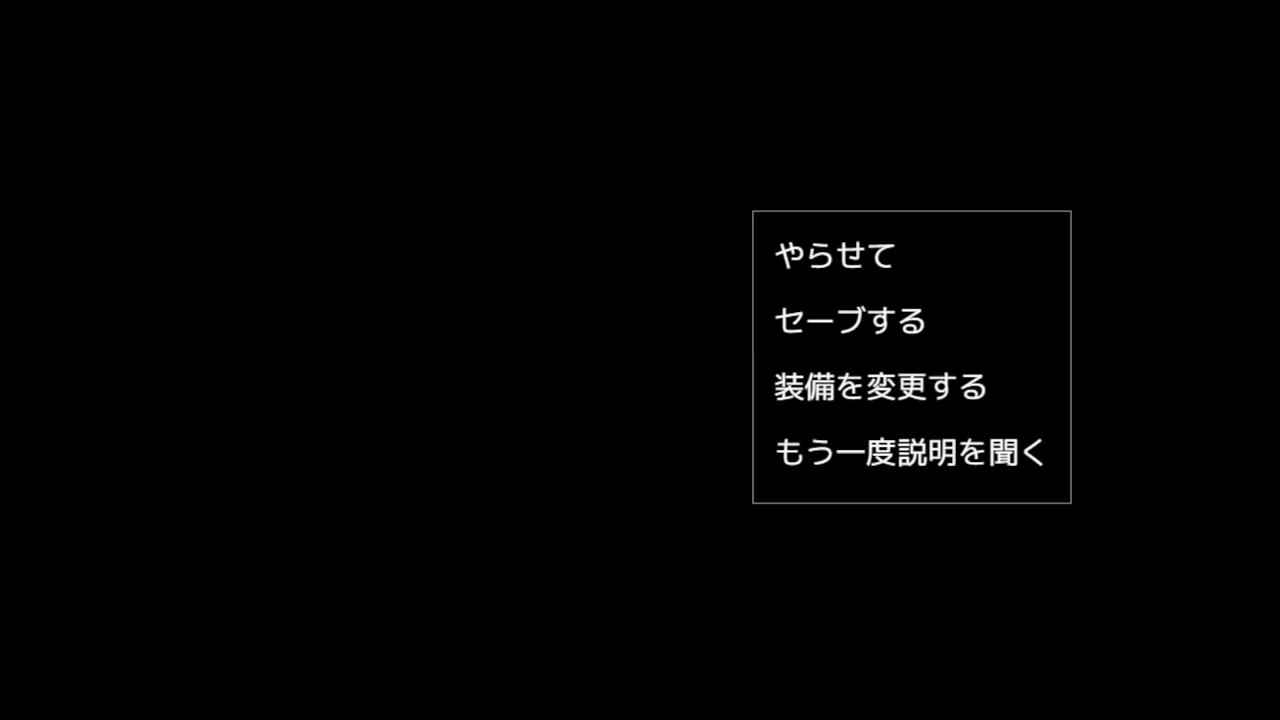 やらせて
セーブする
装備を変更する
もう一度説明を聞く